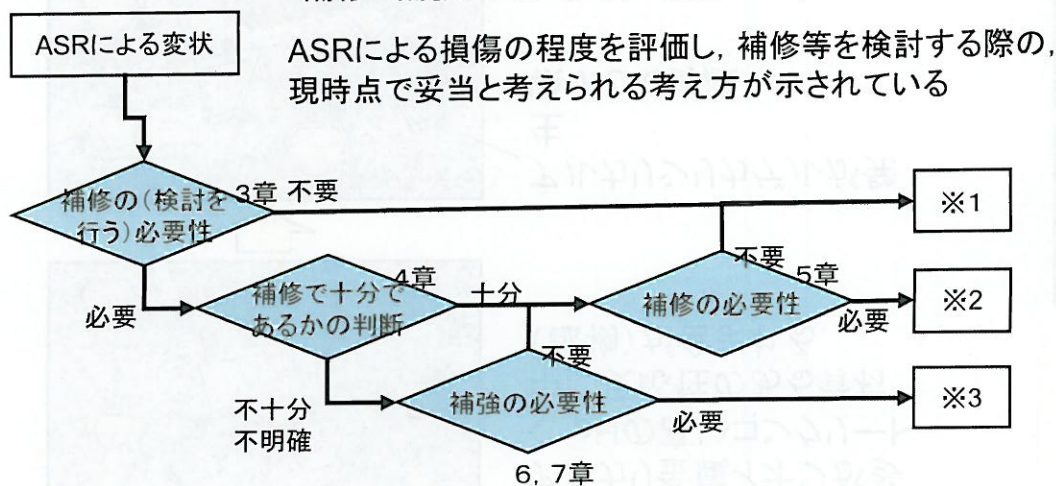 ASRによる変状
ASRによる損傷の程度を評価し，補修等を検討する際の，
現時点で妥当と考えられる考え方が示されている
補修の(検討を
行う)必要性
3章
不要
※1
必要
補修で十分で
あるかの判断
4章
十分
補修の必要性
不要
5章
必要
※2
不十分
不明確
補強の必要性
不要
必要
※3
6，7章